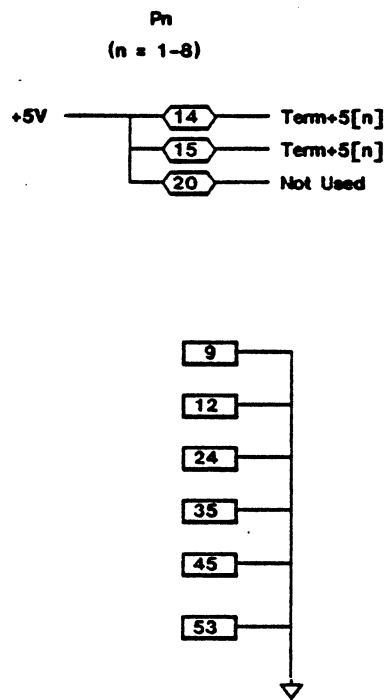 Pn
(n = 1-8)
+5V 14 Term+5[n]
15 Term+5[n]
20 Not Used
9
12
24
35
45
53